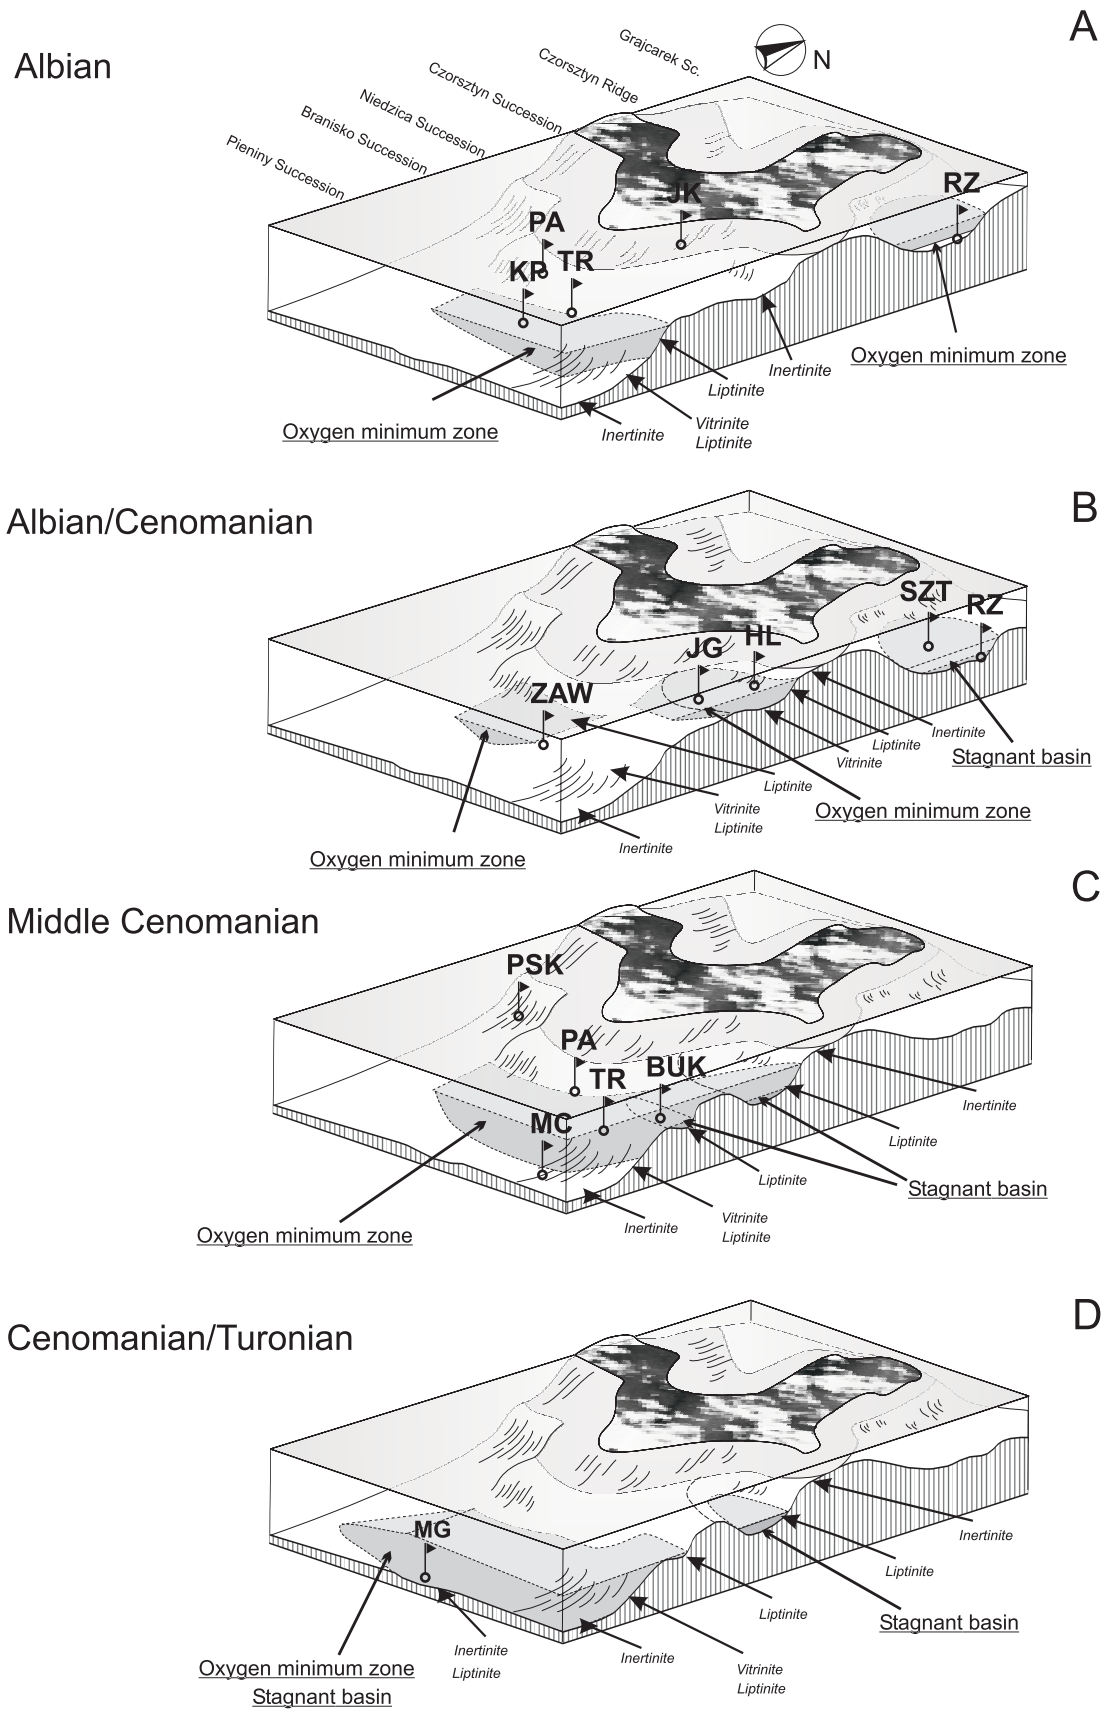 A
Albian
Grajcarek Sc.
Czorsztyn Ridge
Czorsztyn Succession
Niedzica Succession
Branisko Succession
Pieniny Succession
N
RZ
JK
PA
KP
TR
Oxygen minimum zone
Inertinite
Liptinite
Vitrinite
Liptinite
Inertinite
Oxygen minimum zone
B
Albian/Cenomanian
SZT
RZ
HL
JG
ZAW
Inertinite
Liptinite
Stagnant basin
Vitrinite
Liptinite
Oxygen minimum zone
Vitrinite
Liptinite
Inertinite
Oxygen minimum zone
C
Middle Cenomanian
PSK
PA
TR
BUK
MC
Inertinite
Liptinite
Liptinite
Stagnant basin
Vitrinite
Liptinite
Inertinite
Oxygen minimum zone
D
Cenomanian/Turonian
MG
Inertinite
Liptinite
Liptinite
Stagnant basin
Inertinite
Liptinite
Inertinite
Vitrinite
Liptinite
Oxygen minimum zone
Stagnant basin